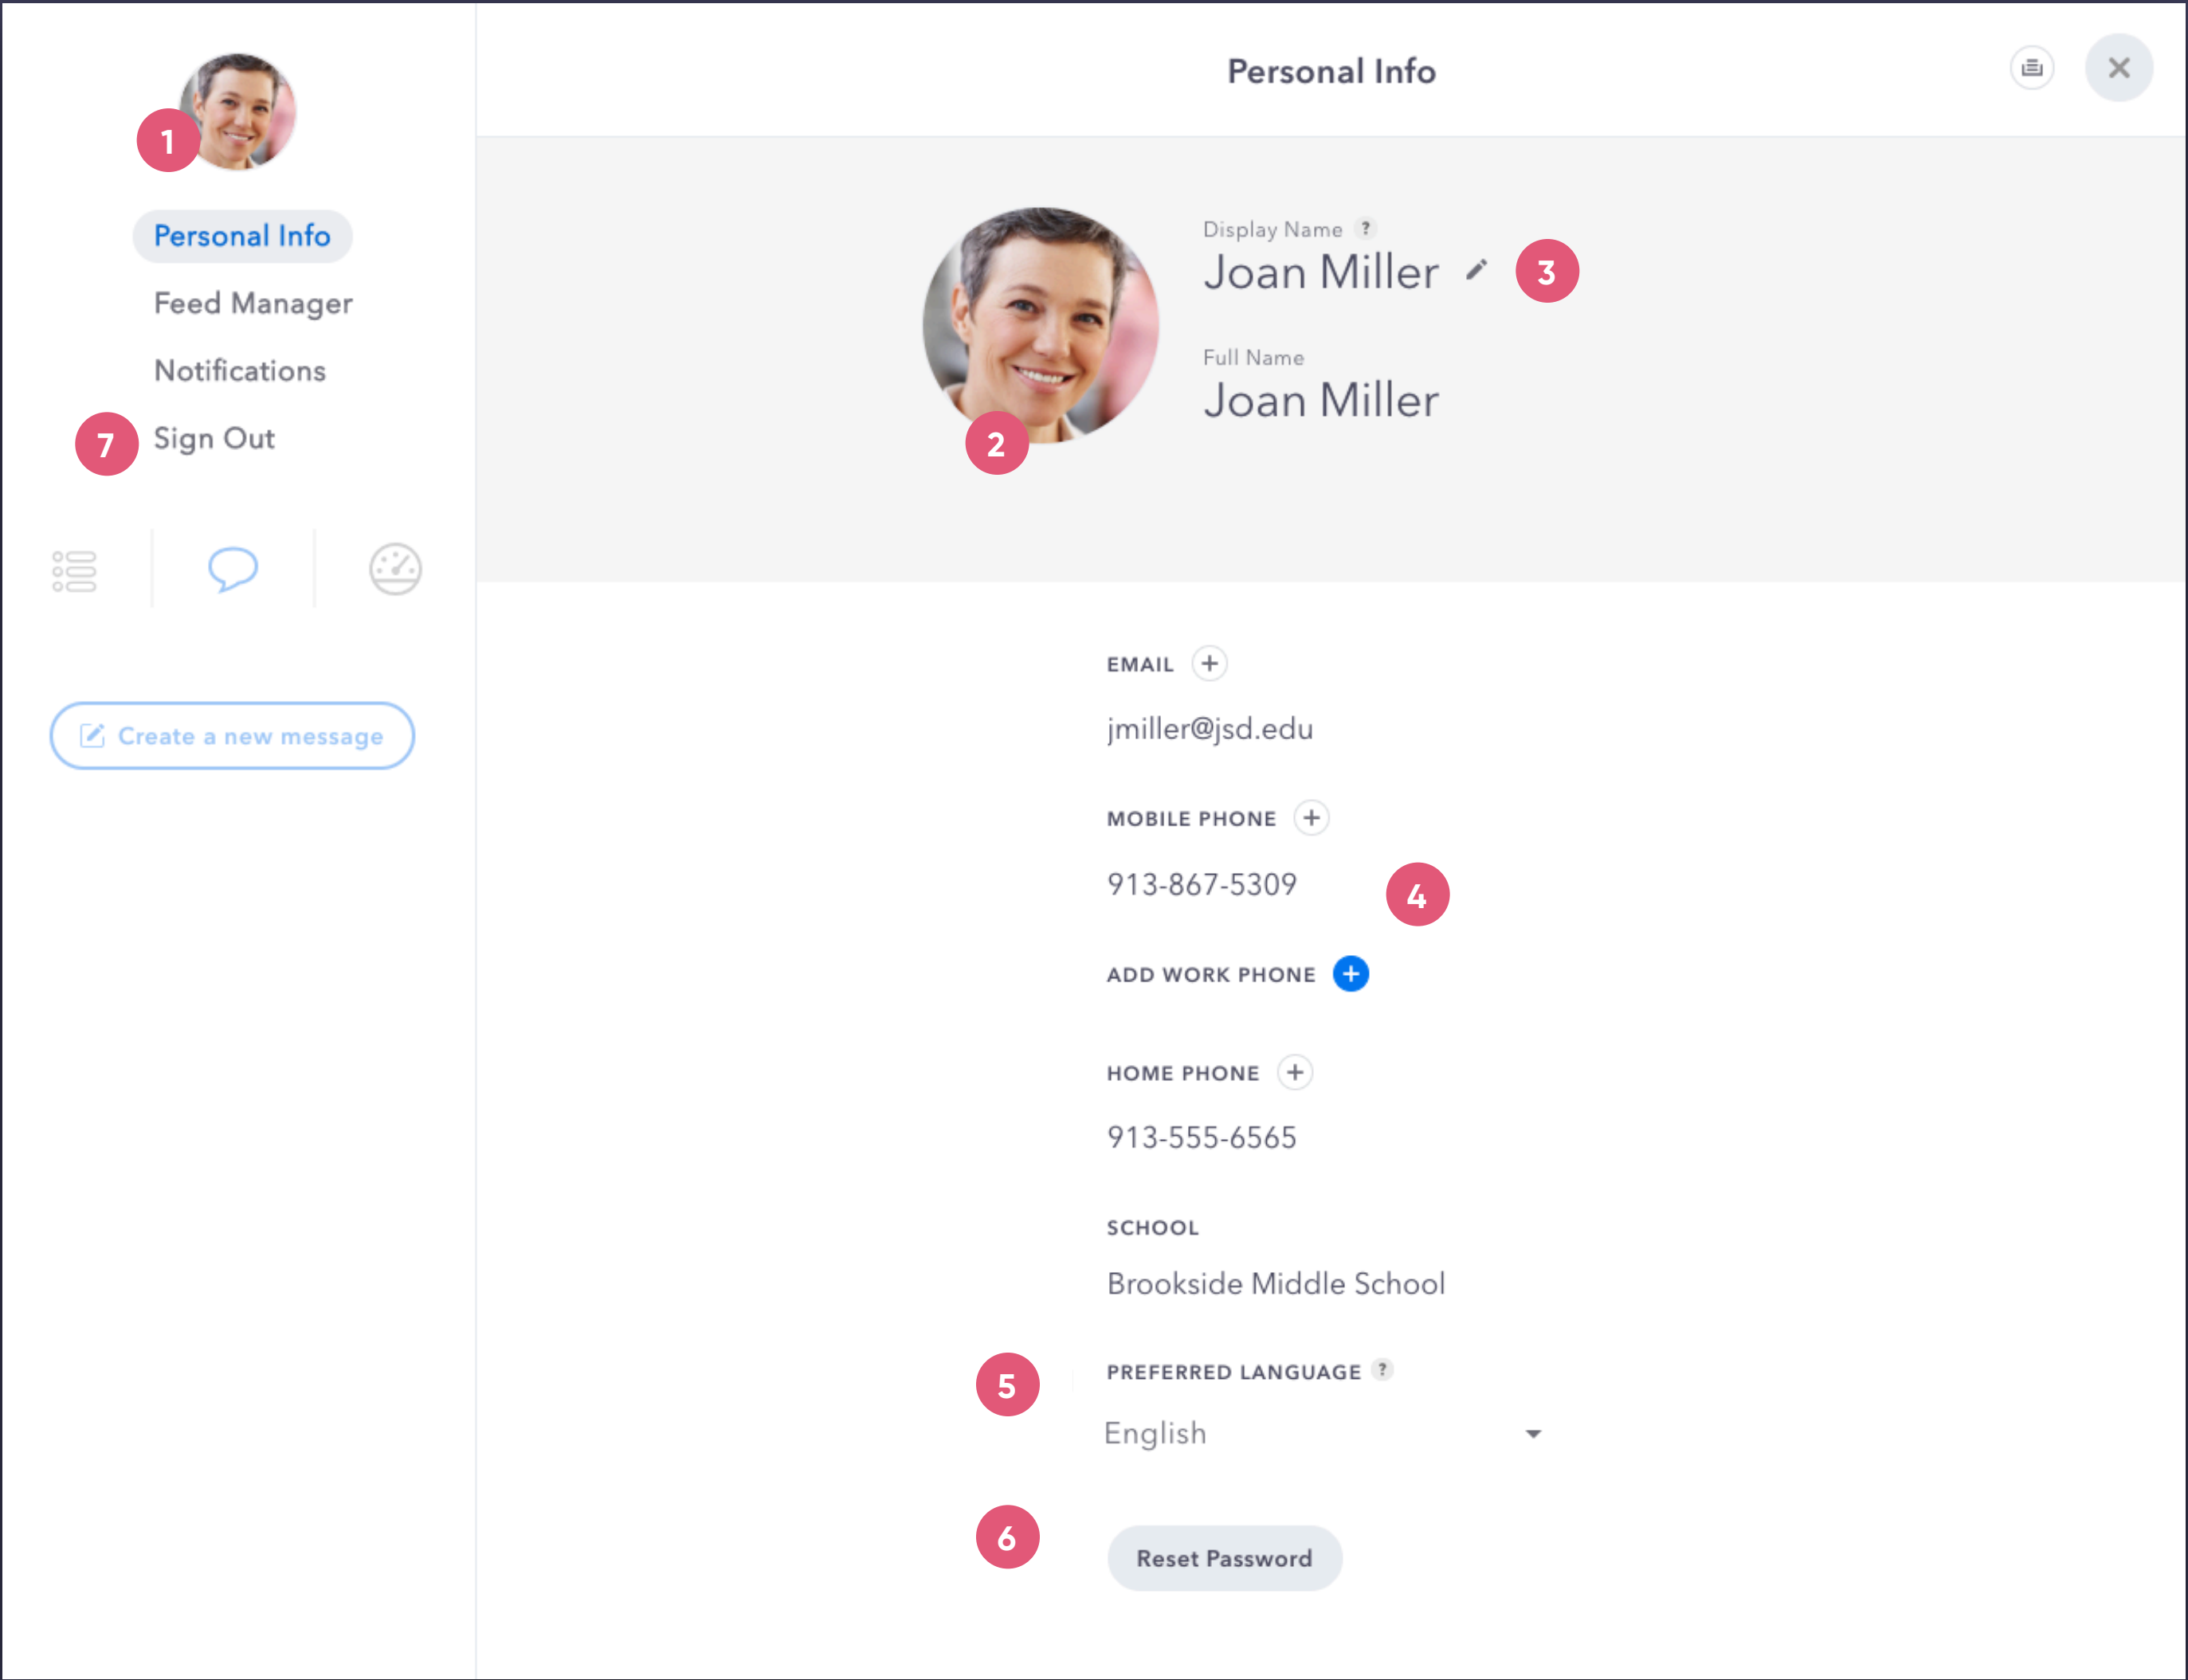 1
Personal Info
Feed Manager
Notifications
7 Sign Out
Create a new message
Personal Info
Display Name ?
Joan Miller 3
Full Name
Joan Miller
2
EMAIL +
jmiller@jsd.edu
MOBILE PHONE +
913-867-5309
4
ADD WORK PHONE +
HOME PHONE +
913-555-6565
SCHOOL
Brookside Middle School
5 PREFERRED LANGUAGE ?
English
6 Reset Password